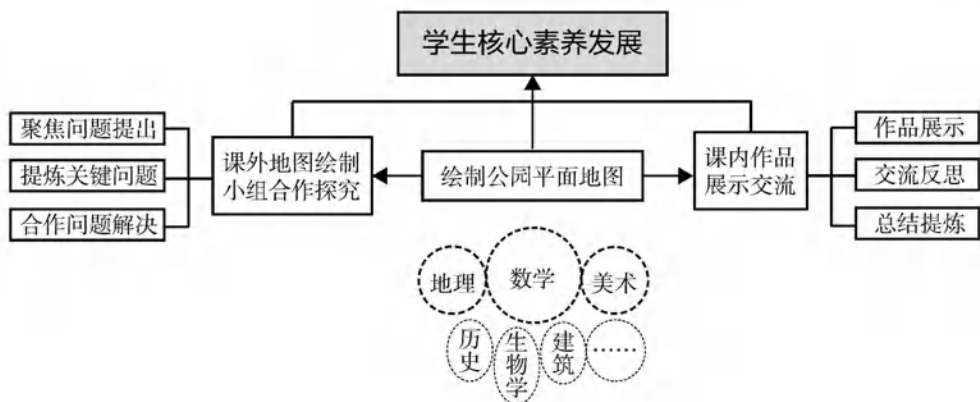 学生核心素养发展
聚焦问题提出
提炼关键问题
合作问题解决
课外地图绘制
小组合作探究
绘制公园平面地图
课内作品
展示交流
作品展示
交流反思
总结提炼
地理
数学
美术
历史
生物学
建筑
……